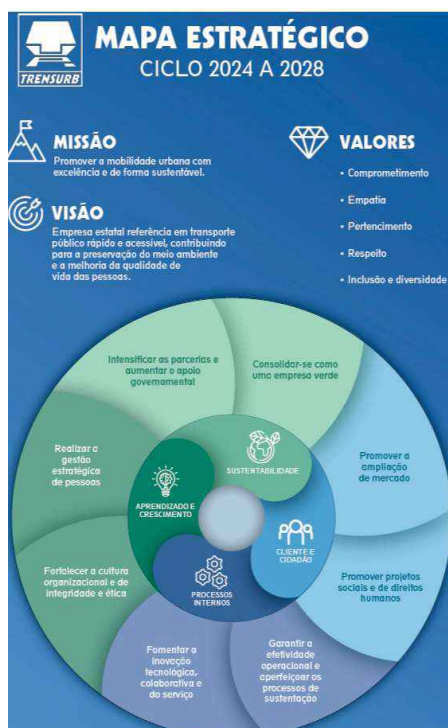 TRENSURB
MAPA ESTRATÉGICO
CICLO 2024 A 2028
MISSÃO
Promover a mobilidade urbana com
excelência e de forma sustentável.
VISÃO
Empresa estatal referência em transporte
público rápido e acessível, contribuindo
para a preservação do meio ambiente
e a melhoria da qualidade de
vida das pessoas.
VALORES
• Comprometimento
• Empatia
• Pertencimento
• Respeito
• Inclusão e diversidade
Intensificar as parcerias e
aumentar o apoio
governamental
Consolidar-se como
uma empresa verde
Realizar a
gestão
estratégica
de pessoas
Promover a
ampliação
de mercado
SUSTENTABILIDADE
APRENDIZADO E
CRESCIMENTO
CLIENTE E
CIDADÃO
PROCESSOS
INTERNOS
Fortalecer a cultura
organizacional e de
integridade e ética
Promover projetos
sociais e de direitos
humanos
Fomentar a
inovação
tecnológica,
colaborativa e
do serviço
Garantir a
efetividade
operacional e
aperfeiçoar os
processos de
sustentação